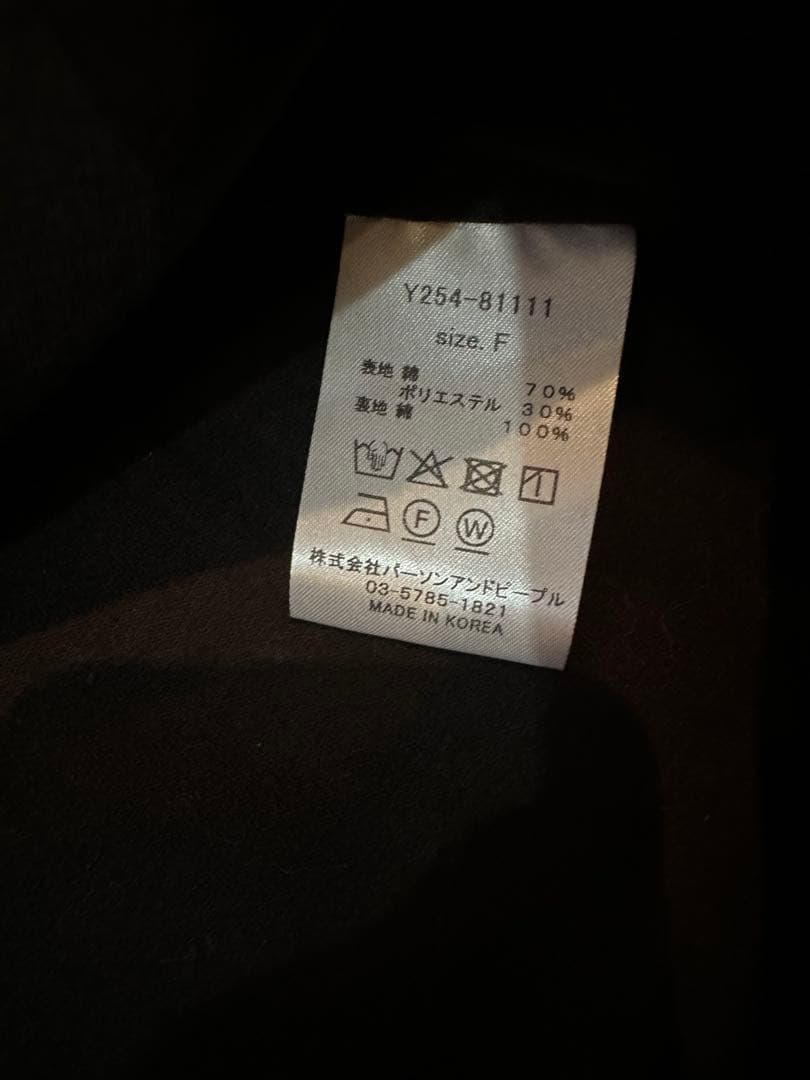 Y254-81111
size. F
表地 綿 70%
ポリエステル 30%
裏地 綿 100%
F W
株式会社パーソンアンドピープル
03-5785-1821
MADE IN KOREA